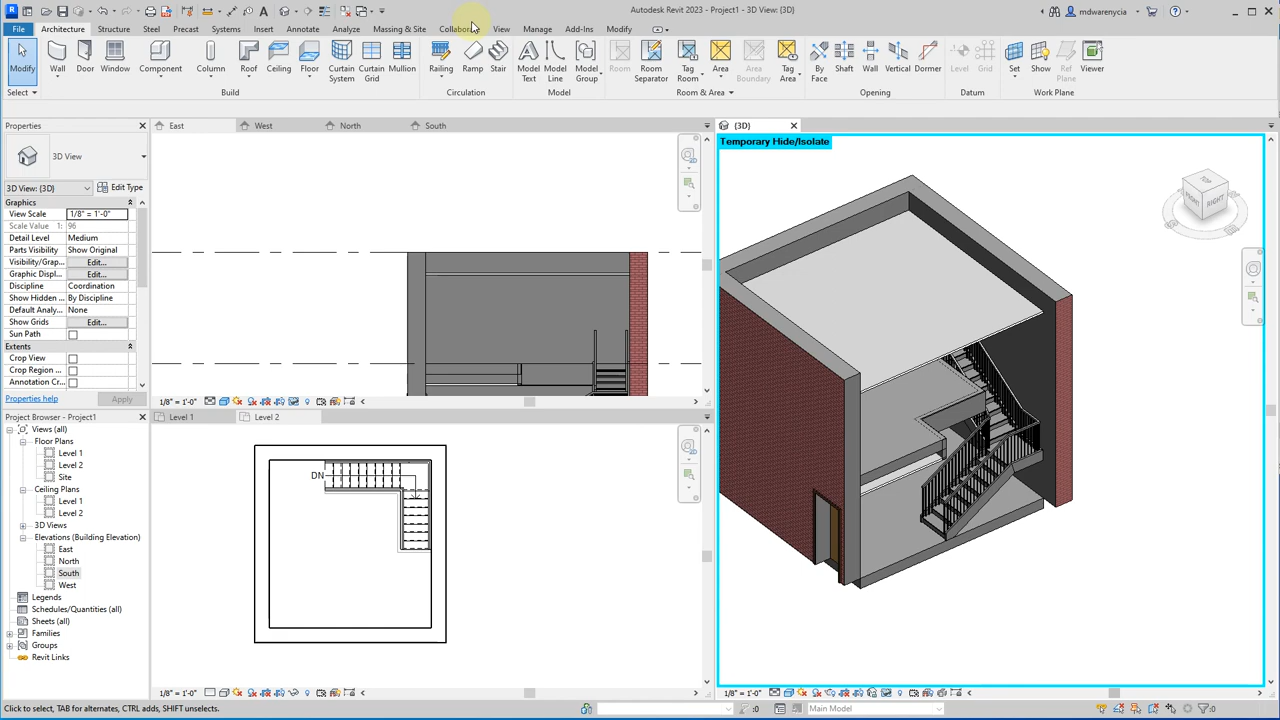 Autodesk Revit 2023 - Project1 - 3D View: {3D}
mdwarenycia
File Architecture Structure Steel Precast Systems Insert Annotate Analyze Massing & Site Collaborate View Manage Add-Ins Modify
Modify Wall Door Window Component Column Roof Ceiling Floor Curtain System Curtain Grid Mullion Railing Ramp Stair Model Text Model Line Model Group Room Room Separator Tag Room Area Area Boundary Tag Area By Face Shaft Wall Vertical Dormer Level Grid Set Show Ref Plane Viewer
Select Build Circulation Model Room & Area Opening Datum Work Plane
Properties
3D View
3D View: {3D} Edit Type
Graphics
View Scale 1/8" = 1'-0"
Scale Value 1: 96
Detail Level Medium
Parts Visibility Show Original
Visibility/Grap... Edit...
Graphic Displ... Edit...
Discipline Coordination
Show Hidden ... By Discipline
Default Analy... None
Show Grids Edit...
Sun Path
Extents
Crop View
Crop Region ...
Annotation Cr...
Properties help Apply
Project Browser - Project1
Views (all)
Floor Plans
Level 1
Level 2
Site
Ceiling Plans
Level 1
Level 2
3D Views
Elevations (Building Elevation)
East
North
South
West
Legends
Schedules/Quantities (all)
Sheets (all)
Families
Groups
Revit Links
East West North South
1/8" = 1'-0"
Level 1 Level 2
DN
1/8" = 1'-0"
{3D}
Temporary Hide/Isolate
TOP
RIGHT
1/8" = 1'-0"
Click to select, TAB for alternates, CTRL adds, SHIFT unselects.
:0 Main Model :0